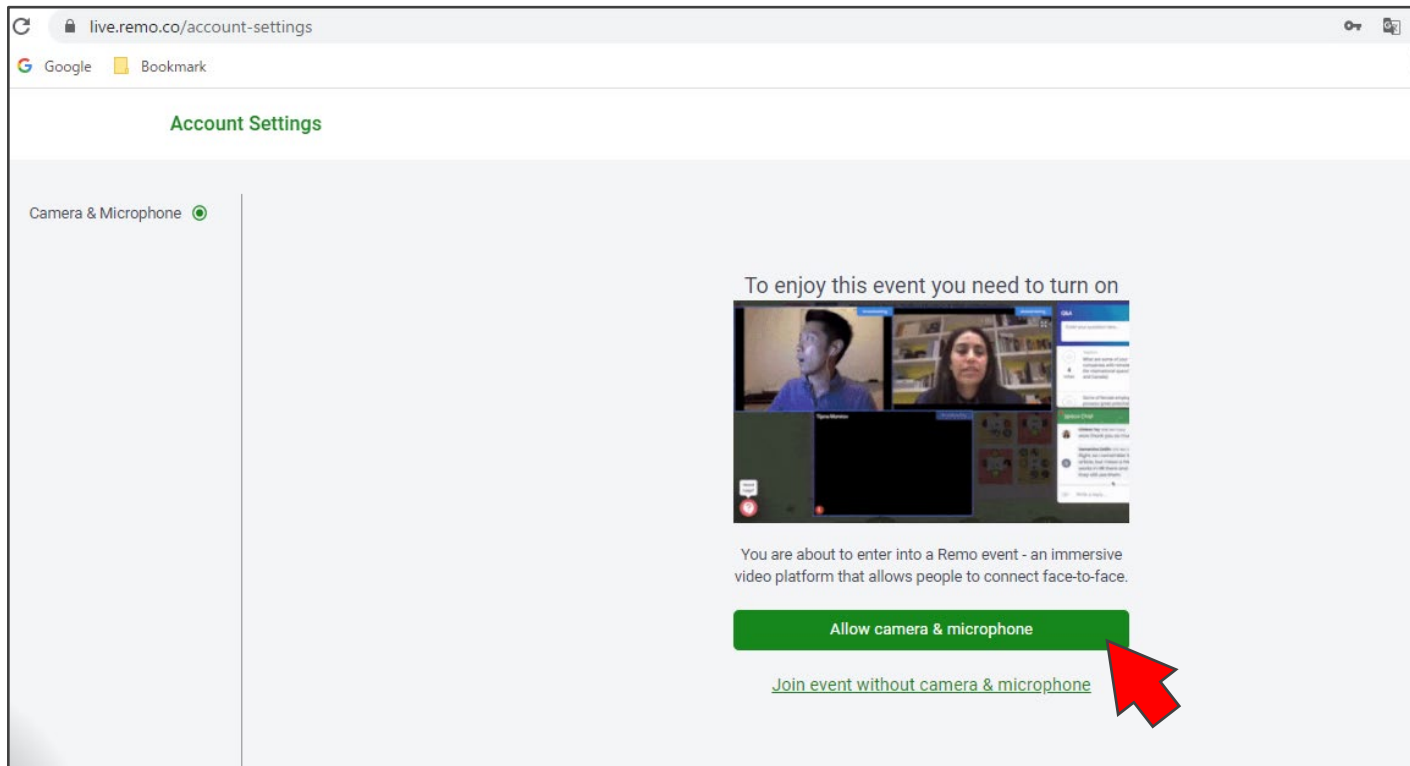 live.remo.co/account-settings
Google Bookmark
Account Settings
Camera & Microphone
To enjoy this event you need to turn on
Q&A
You are about to enter into a Remo event - an immersive
video platform that allows people to connect face-to-face.
Allow camera & microphone
Join event without camera & microphone